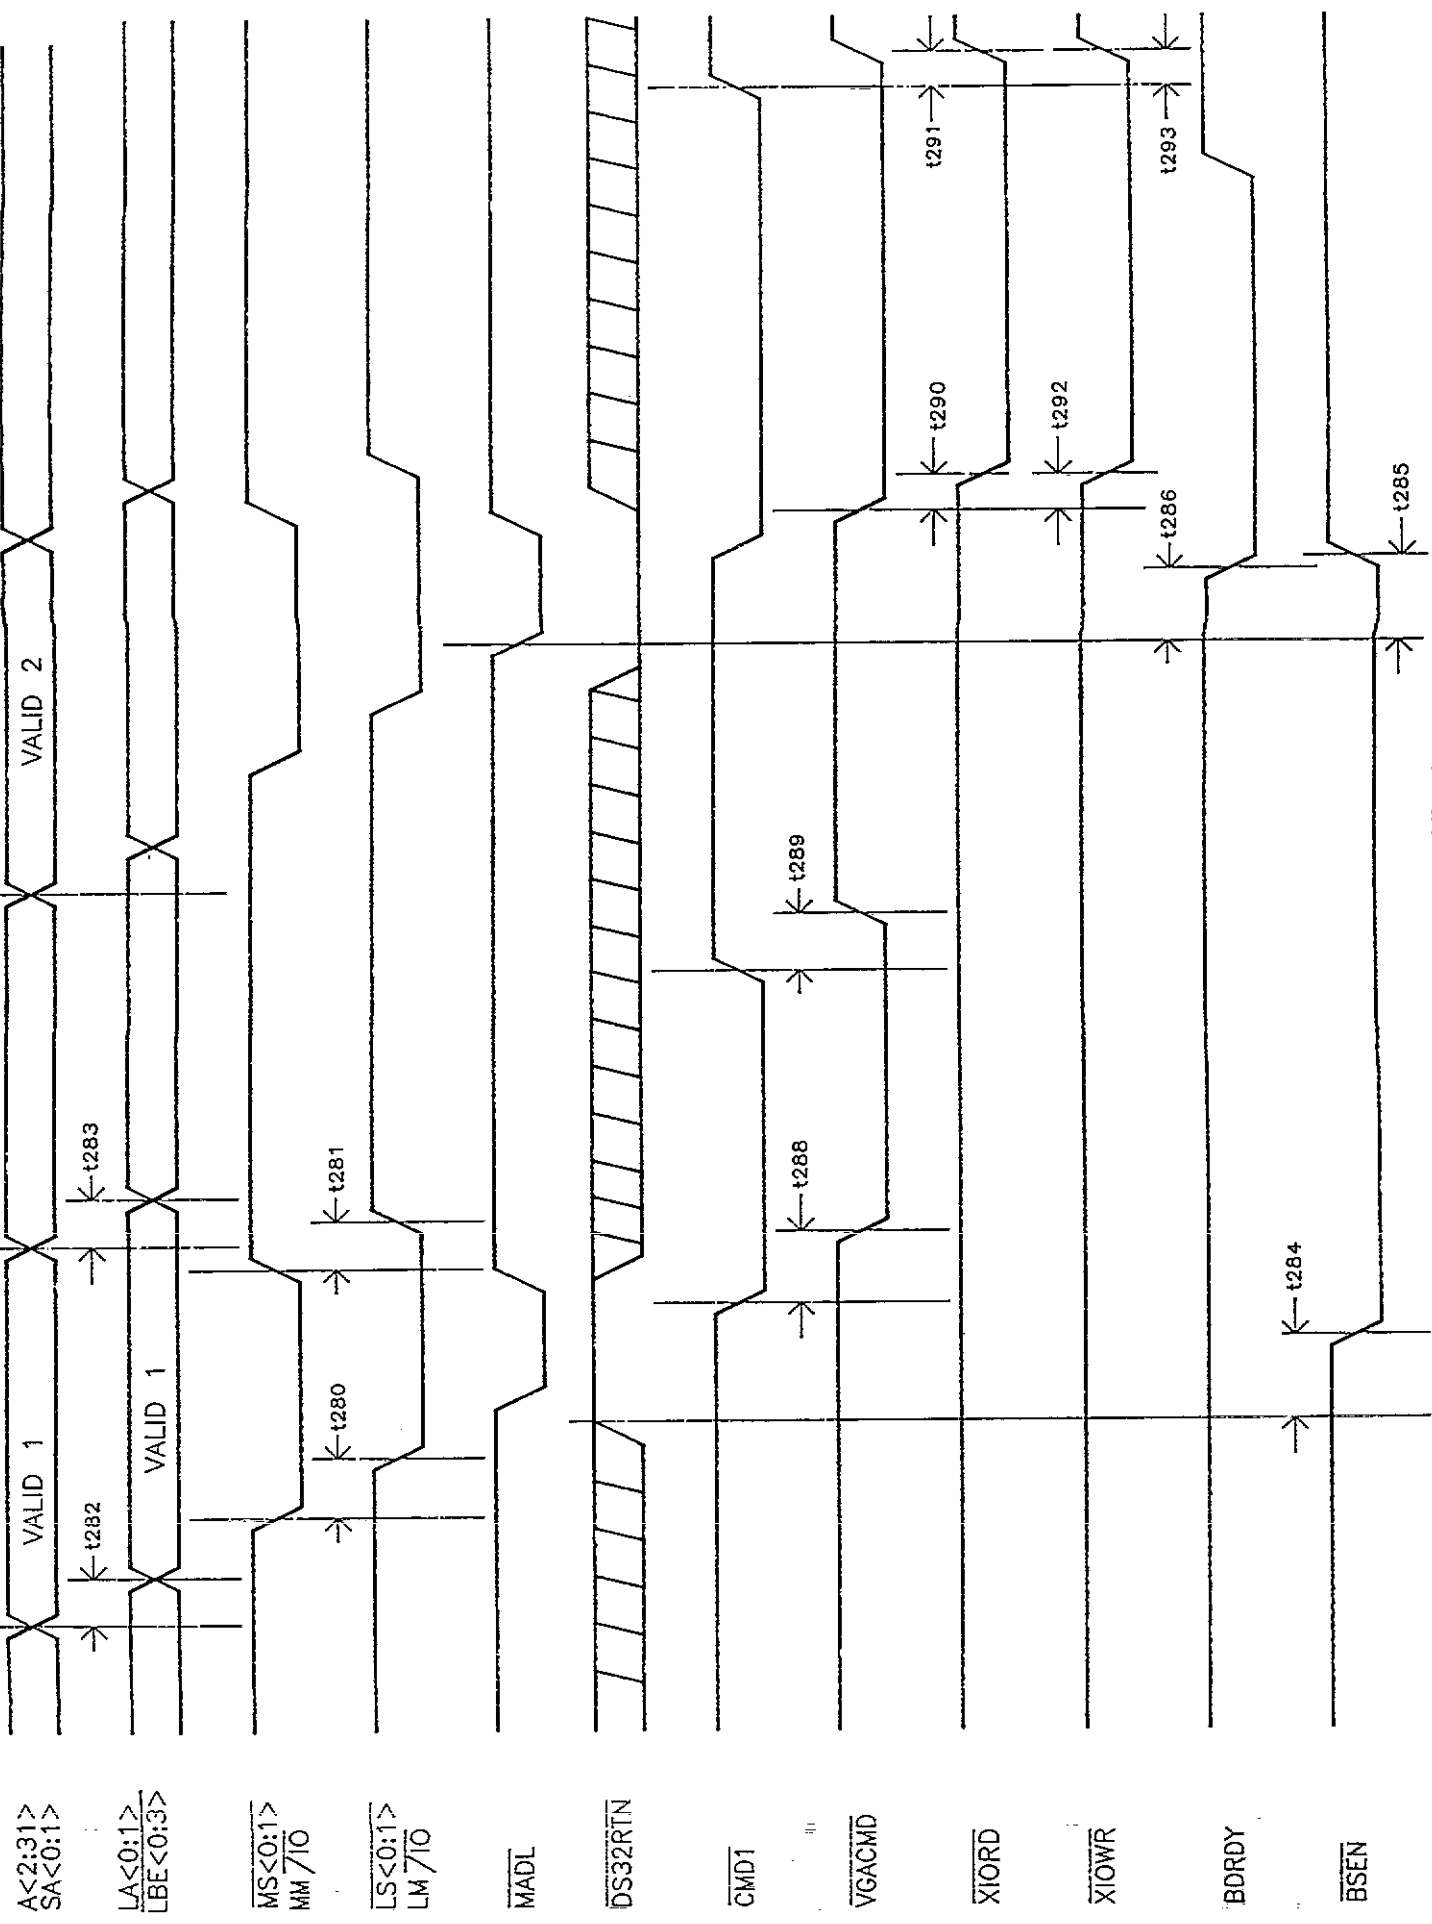 A<2:31>
SA<0:1>
VALID 1
VALID 2
t282
t283
LA<0:1>
LBE<0:3>
VALID 1
MS<0:1>
MM/IO
t280
t281
LS<0:1>
LM/IO
MADL
DS32RTN
CMD1
t288
t289
VGACMD
t290
t291
XIORD
t292
XIOWR
t293
t286
BDRDY
t284
t285
BSEN